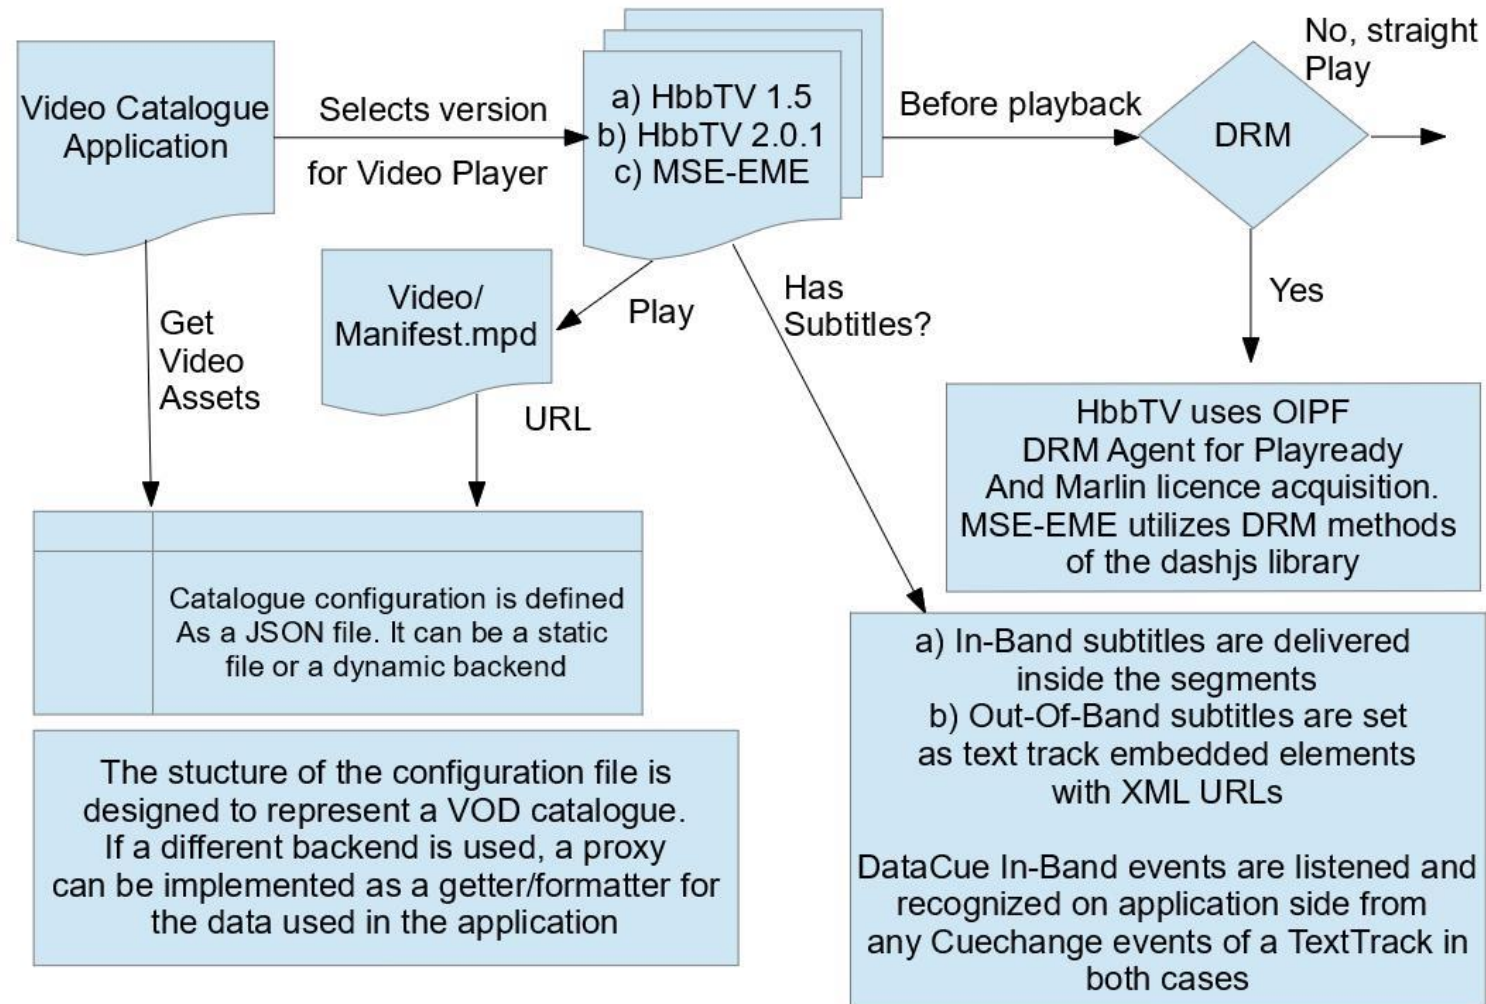 Video Catalogue
Application
Selects version
for Video Player
a) HbbTV 1.5
b) HbbTV 2.0.1
c) MSE-EME
Before playback
DRM
No, straight
Play
Yes
Get
Video
Assets
Video/
Manifest.mpd
Play
URL
Has
Subtitles?
HbbTV uses OIPF
DRM Agent for Playready
And Marlin licence acquisition.
MSE-EME utilizes DRM methods
of the dashjs library
Catalogue configuration is defined
As a JSON file. It can be a static
file or a dynamic backend
The stucture of the configuration file is
designed to represent a VOD catalogue.
If a different backend is used, a proxy
can be implemented as a getter/formatter for
the data used in the application
a) In-Band subtitles are delivered
inside the segments
b) Out-Of-Band subtitles are set
as text track embedded elements
with XML URLs
DataCue In-Band events are listened and
recognized on application side from
any Cuechange events of a TextTrack in
both cases